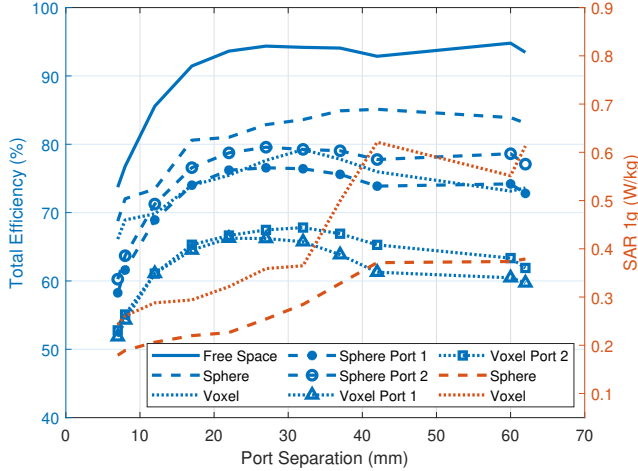 100
90
80
70
60
50
40
Total Efficiency (%)
0.9
0.8
0.7
0.6
0.5
0.4
0.3
0.2
0.1
SAR 1g (W/kg)
Free Space
Sphere
Voxel
Sphere Port 1
Sphere Port 2
Voxel Port 1
Voxel Port 2
Sphere
Voxel
0 10 20 30 40 50 60 70
Port Separation (mm)